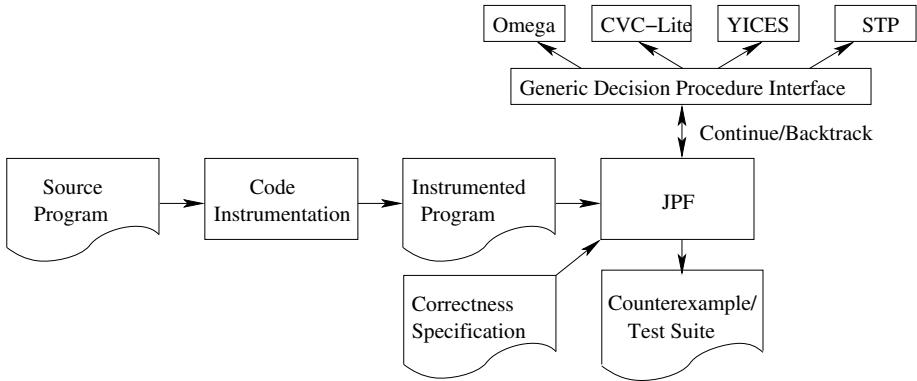 Omega
CVC−Lite
YICES
STP
Generic Decision Procedure Interface
Continue/Backtrack
Source
Program
Code
Instrumentation
Instrumented
Program
JPF
Correctness
Specification
Counterexample/
Test Suite